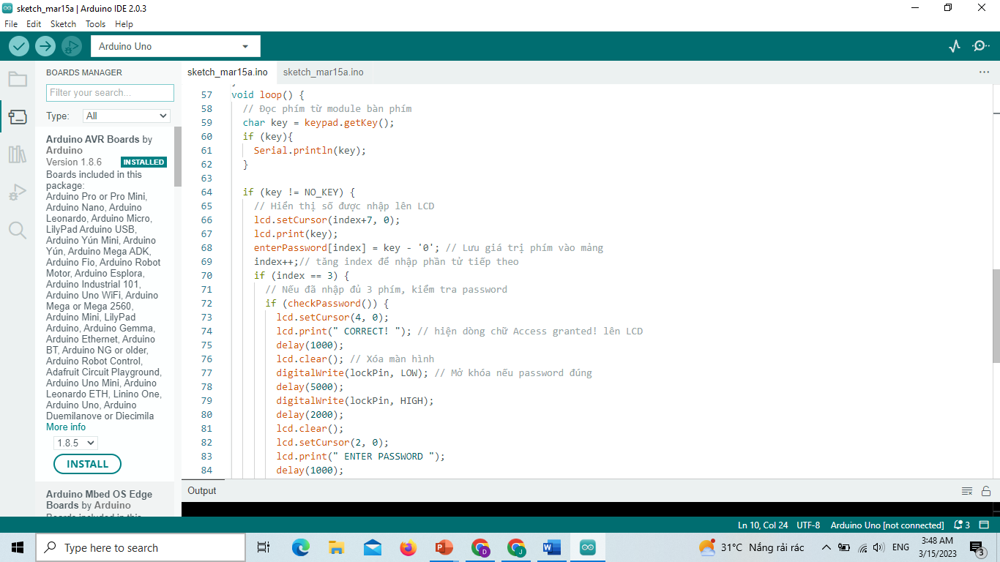 sketch_mar15a | Arduino IDE 2.0.3
File Edit Sketch Tools Help
Arduino Uno
BOARDS MANAGER
Filter your search...
Type: All
Arduino AVR Boards by
Arduino
Version 1.8.6 INSTALLED
Boards included in this
package:
Arduino Pro or Pro Mini,
Arduino Nano, Arduino
Leonardo, Arduino Micro,
LilyPad Arduino USB,
Arduino Yún Mini, Arduino
Yún, Arduino Mega ADK,
Arduino Fio, Arduino Robot
Motor, Arduino Esplora,
Arduino Industrial 101,
Arduino Uno WiFi, Arduino
Mega or Mega 2560,
Arduino Mini, LilyPad
Arduino, Arduino Gemma,
Arduino Ethernet, Arduino
BT, Arduino NG or older,
Arduino Robot Control,
Adafruit Circuit Playground,
Arduino Uno Mini, Arduino
Leonardo ETH, Linino One,
Arduino Uno, Arduino
Duemilanove or Diecimila
More info
1.8.5
INSTALL
Arduino Mbed OS Edge
Boards by Arduino
Boards included in this
sketch_mar15a.ino sketch_mar15a.ino
57 void loop() {
58 // Đọc phím từ module bàn phím
59 char key = keypad.getKey();
60 if (key){
61 Serial.println(key);
62 }
63
64 if (key != NO_KEY) {
65 // Hiển thị số được nhập lên LCD
66 lcd.setCursor(index+7, 0);
67 lcd.print(key);
68 enterPassword[index] = key - '0'; // Lưu giá trị phím vào mảng
69 index++;// tăng index để nhập phần tử tiếp theo
70 if (index == 3) {
71 // Nếu đã nhập đủ 3 phím, kiểm tra password
72 if (checkPassword()) {
73 lcd.setCursor(4, 0);
74 lcd.print(" CORRECT! "); // hiện dòng chữ Access granted! lên LCD
75 delay(1000);
76 lcd.clear(); // Xóa màn hình
77 digitalWrite(lockPin, LOW); // Mở khóa nếu password đúng
78 delay(5000);
79 digitalWrite(lockPin, HIGH);
80 delay(2000);
81 lcd.clear();
82 lcd.setCursor(2, 0);
83 lcd.print(" ENTER PASSWORD ");
84 delay(1000);
Output
Ln 10, Col 24 UTF-8 Arduino Uno [not connected] 3
Type here to search
31°C Nắng rải rác ENG 3:48 AM
3/15/2023 3